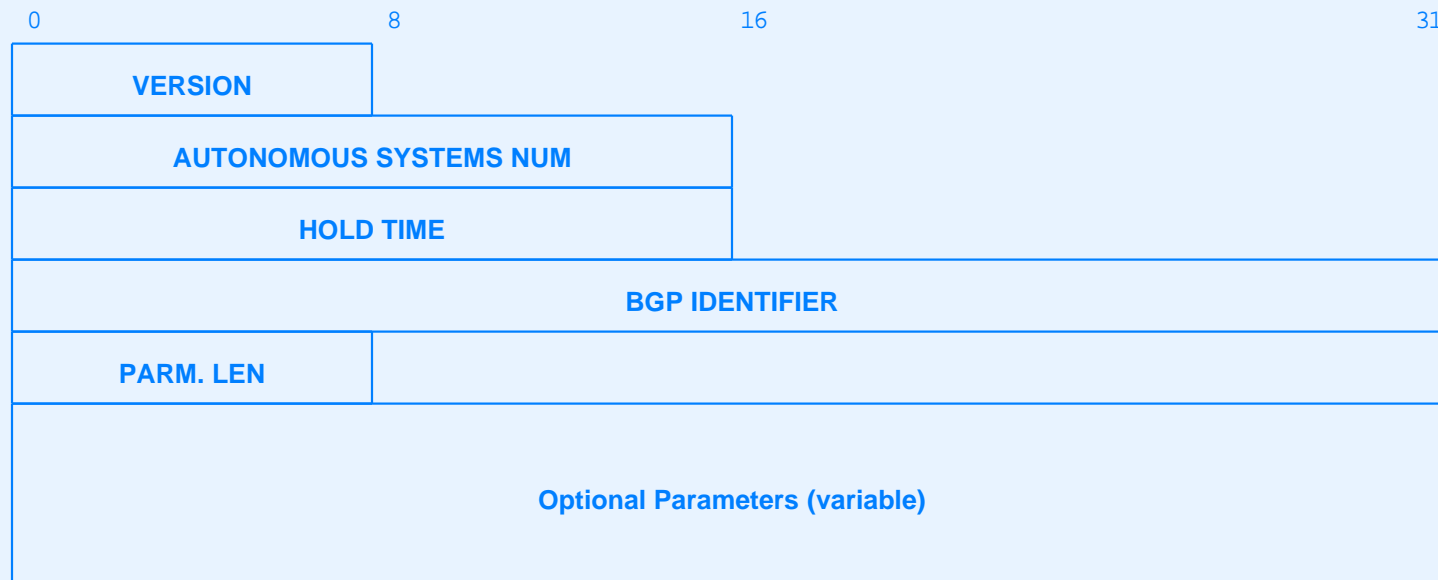 0 8 16 31
VERSION
AUTONOMOUS SYSTEMS NUM
HOLD TIME
BGP IDENTIFIER
PARM. LEN
Optional Parameters (variable)